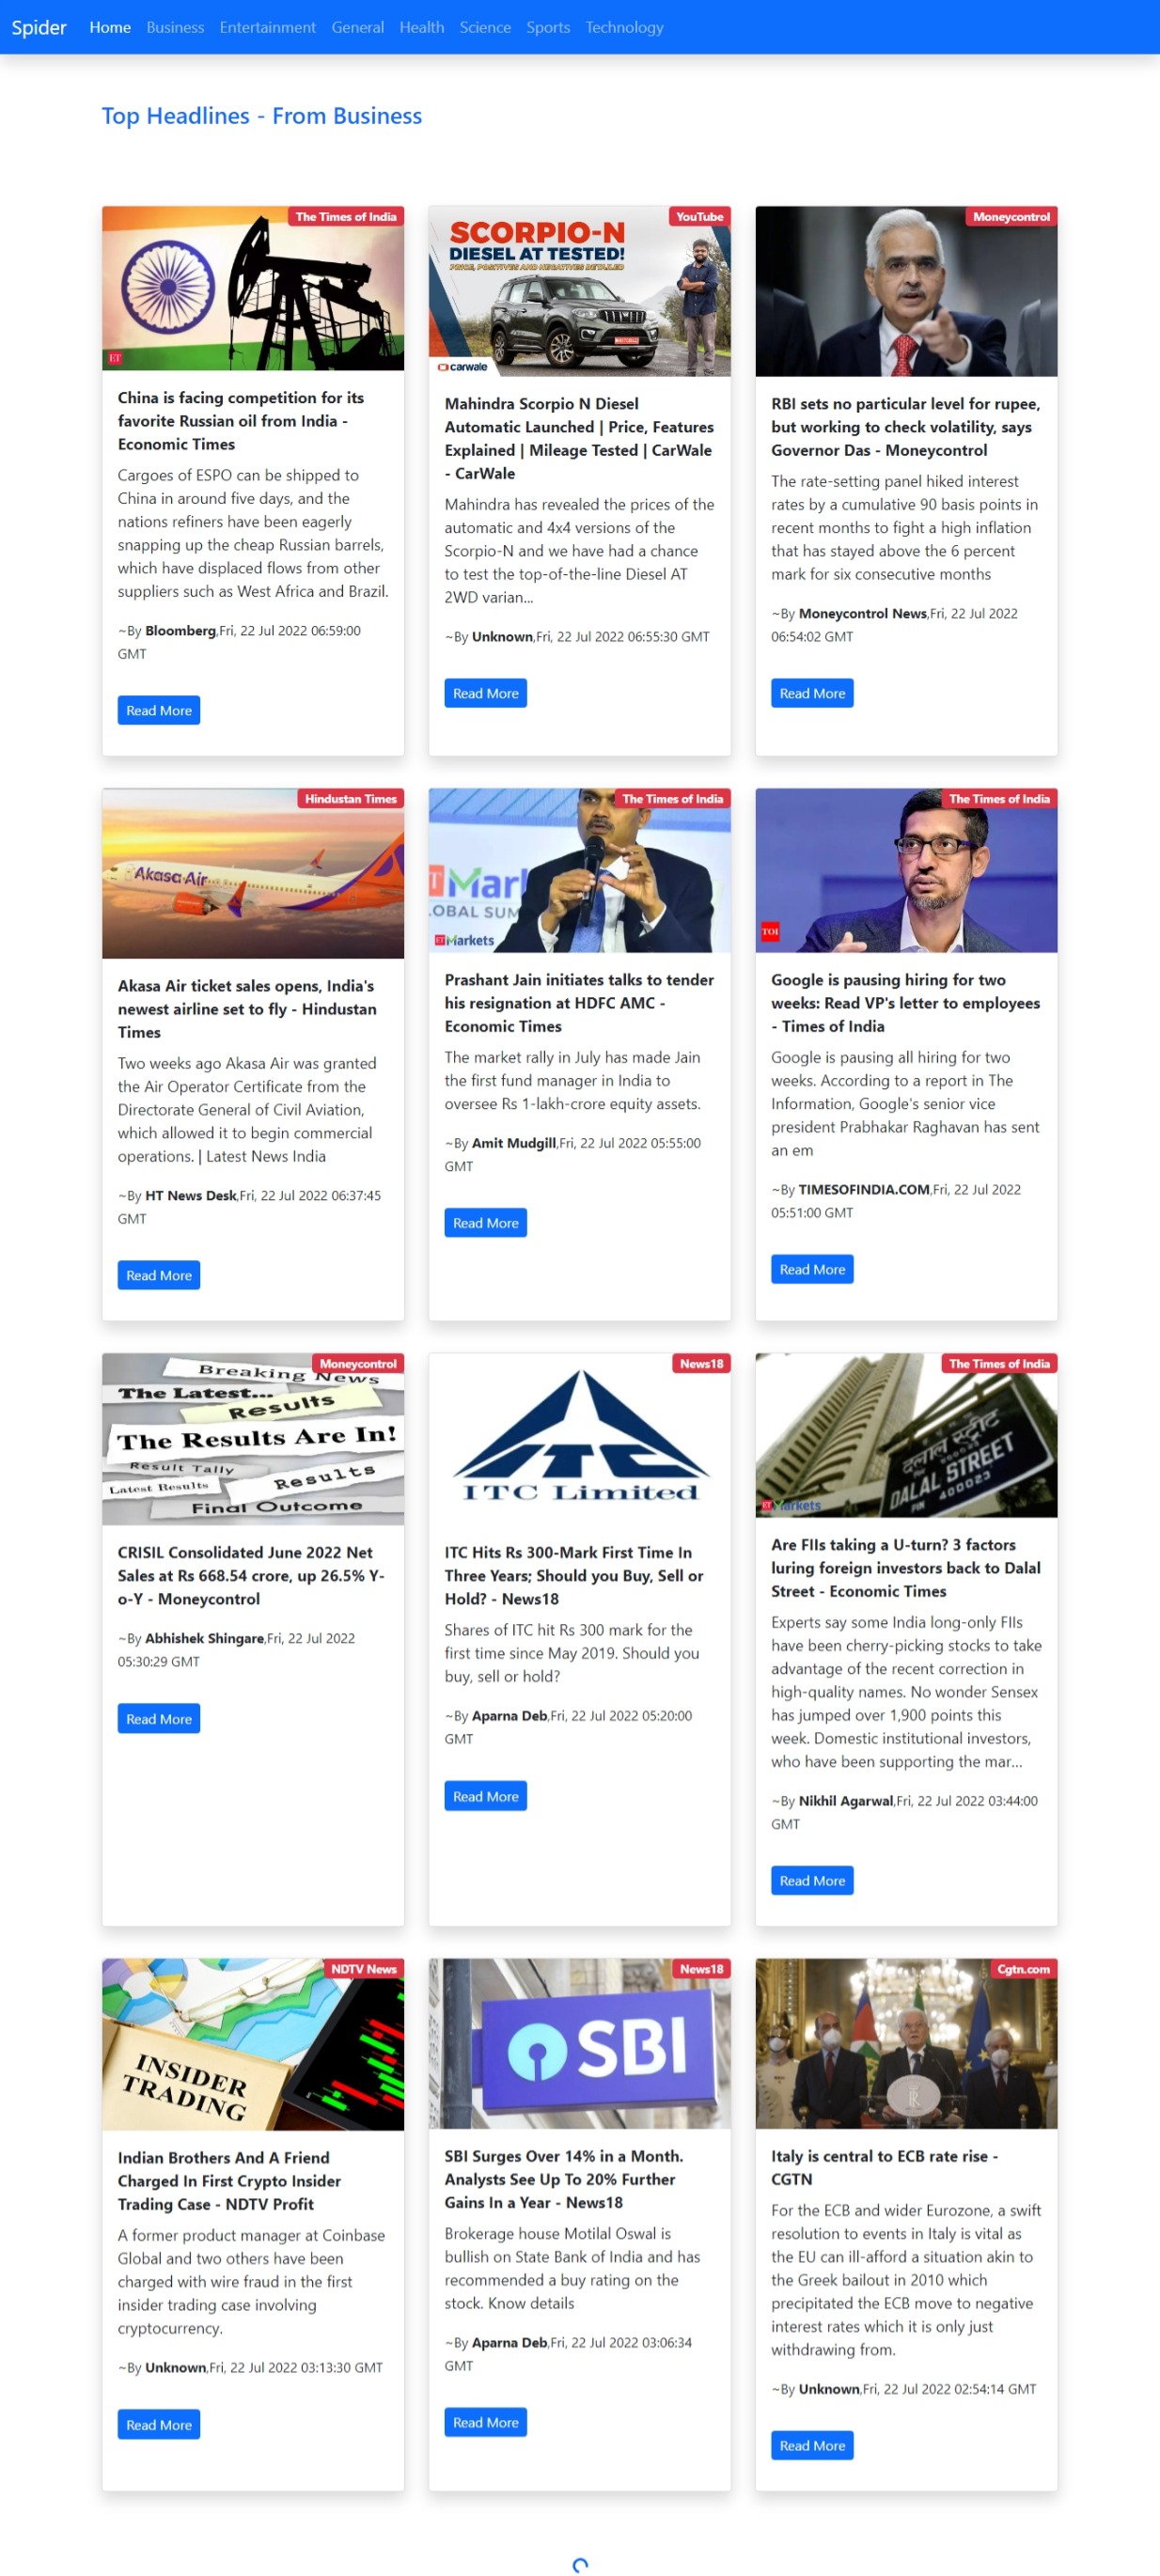 Spider Home Business Entertainment General Health Science Sports Technology
Top Headlines - From Business
The Times of India
ET
China is facing competition for its
favorite Russian oil from India -
Economic Times
Cargoes of ESPO can be shipped to
China in around five days, and the
nations refiners have been eagerly
snapping up the cheap Russian barrels,
which have displaced flows from other
suppliers such as West Africa and Brazil.
~By Bloomberg,Fri, 22 Jul 2022 06:59:00
GMT
Read More
YouTube
SCORPIO-N
DIESEL AT TESTED!
PRICE, POSITIVES AND NEGATIVES DETAILED
carwale
Mahindra Scorpio N Diesel
Automatic Launched | Price, Features
Explained | Mileage Tested | CarWale
- CarWale
Mahindra has revealed the prices of the
automatic and 4x4 versions of the
Scorpio-N and we have had a chance
to test the top-of-the-line Diesel AT
2WD varian...
~By Unknown,Fri, 22 Jul 2022 06:55:30 GMT
Read More
Moneycontrol
RBI sets no particular level for rupee,
but working to check volatility, says
Governor Das - Moneycontrol
The rate-setting panel hiked interest
rates by a cumulative 90 basis points in
recent months to fight a high inflation
that has stayed above the 6 percent
mark for six consecutive months
~By Moneycontrol News,Fri, 22 Jul 2022
06:54:02 GMT
Read More
Hindustan Times
Akasa Air
Akasa Air ticket sales opens, India's
newest airline set to fly - Hindustan
Times
Two weeks ago Akasa Air was granted
the Air Operator Certificate from the
Directorate General of Civil Aviation,
which allowed it to begin commercial
operations. | Latest News India
~By HT News Desk,Fri, 22 Jul 2022 06:37:45
GMT
Read More
The Times of India
T Mar
OBAL SUM
ET Markets
Prashant Jain initiates talks to tender
his resignation at HDFC AMC -
Economic Times
The market rally in July has made Jain
the first fund manager in India to
oversee Rs 1-lakh-crore equity assets.
~By Amit Mudgill,Fri, 22 Jul 2022 05:55:00
GMT
Read More
The Times of India
TOI
Google is pausing hiring for two
weeks: Read VP's letter to employees
- Times of India
Google is pausing all hiring for two
weeks. According to a report in The
Information, Google's senior vice
president Prabhakar Raghavan has sent
an em
~By TIMESOFINDIA.COM,Fri, 22 Jul 2022
05:51:00 GMT
Read More
Moneycontrol
Breaking News
The Latest...
Results
The Results Are In!
Result Tally
Results
Latest Results
Final Outcome
CRISIL Consolidated June 2022 Net
Sales at Rs 668.54 crore, up 26.5% Y-
o-Y - Moneycontrol
~By Abhishek Shingare,Fri, 22 Jul 2022
05:30:29 GMT
Read More
News18
ITC
ITC Limited
ITC Hits Rs 300-Mark First Time In
Three Years; Should you Buy, Sell or
Hold? - News18
Shares of ITC hit Rs 300 mark for the
first time since May 2019. Should you
buy, sell or hold?
~By Aparna Deb,Fri, 22 Jul 2022 05:20:00
GMT
Read More
The Times of India
दलाल स्ट्रीट
DALAL STREET
PIN 400023
ET Markets
Are FIIs taking a U-turn? 3 factors
luring foreign investors back to Dalal
Street - Economic Times
Experts say some India long-only FIIs
have been cherry-picking stocks to take
advantage of the recent correction in
high-quality names. No wonder Sensex
has jumped over 1,900 points this
week. Domestic institutional investors,
who have been supporting the mar...
~By Nikhil Agarwal,Fri, 22 Jul 2022 03:44:00
GMT
Read More
NDTV News
INSIDER
TRADING
Indian Brothers And A Friend
Charged In First Crypto Insider
Trading Case - NDTV Profit
A former product manager at Coinbase
Global and two others have been
charged with wire fraud in the first
insider trading case involving
cryptocurrency.
~By Unknown,Fri, 22 Jul 2022 03:13:30 GMT
Read More
News18
SBI
SBI Surges Over 14% in a Month.
Analysts See Up To 20% Further
Gains In a Year - News18
Brokerage house Motilal Oswal is
bullish on State Bank of India and has
recommended a buy rating on the
stock. Know details
~By Aparna Deb,Fri, 22 Jul 2022 03:06:34
GMT
Read More
Cgtn.com
Italy is central to ECB rate rise -
CGTN
For the ECB and wider Eurozone, a swift
resolution to events in Italy is vital as
the EU can ill-afford a situation akin to
the Greek bailout in 2010 which
precipitated the ECB move to negative
interest rates which it is only just
withdrawing from.
~By Unknown,Fri, 22 Jul 2022 02:54:14 GMT
Read More